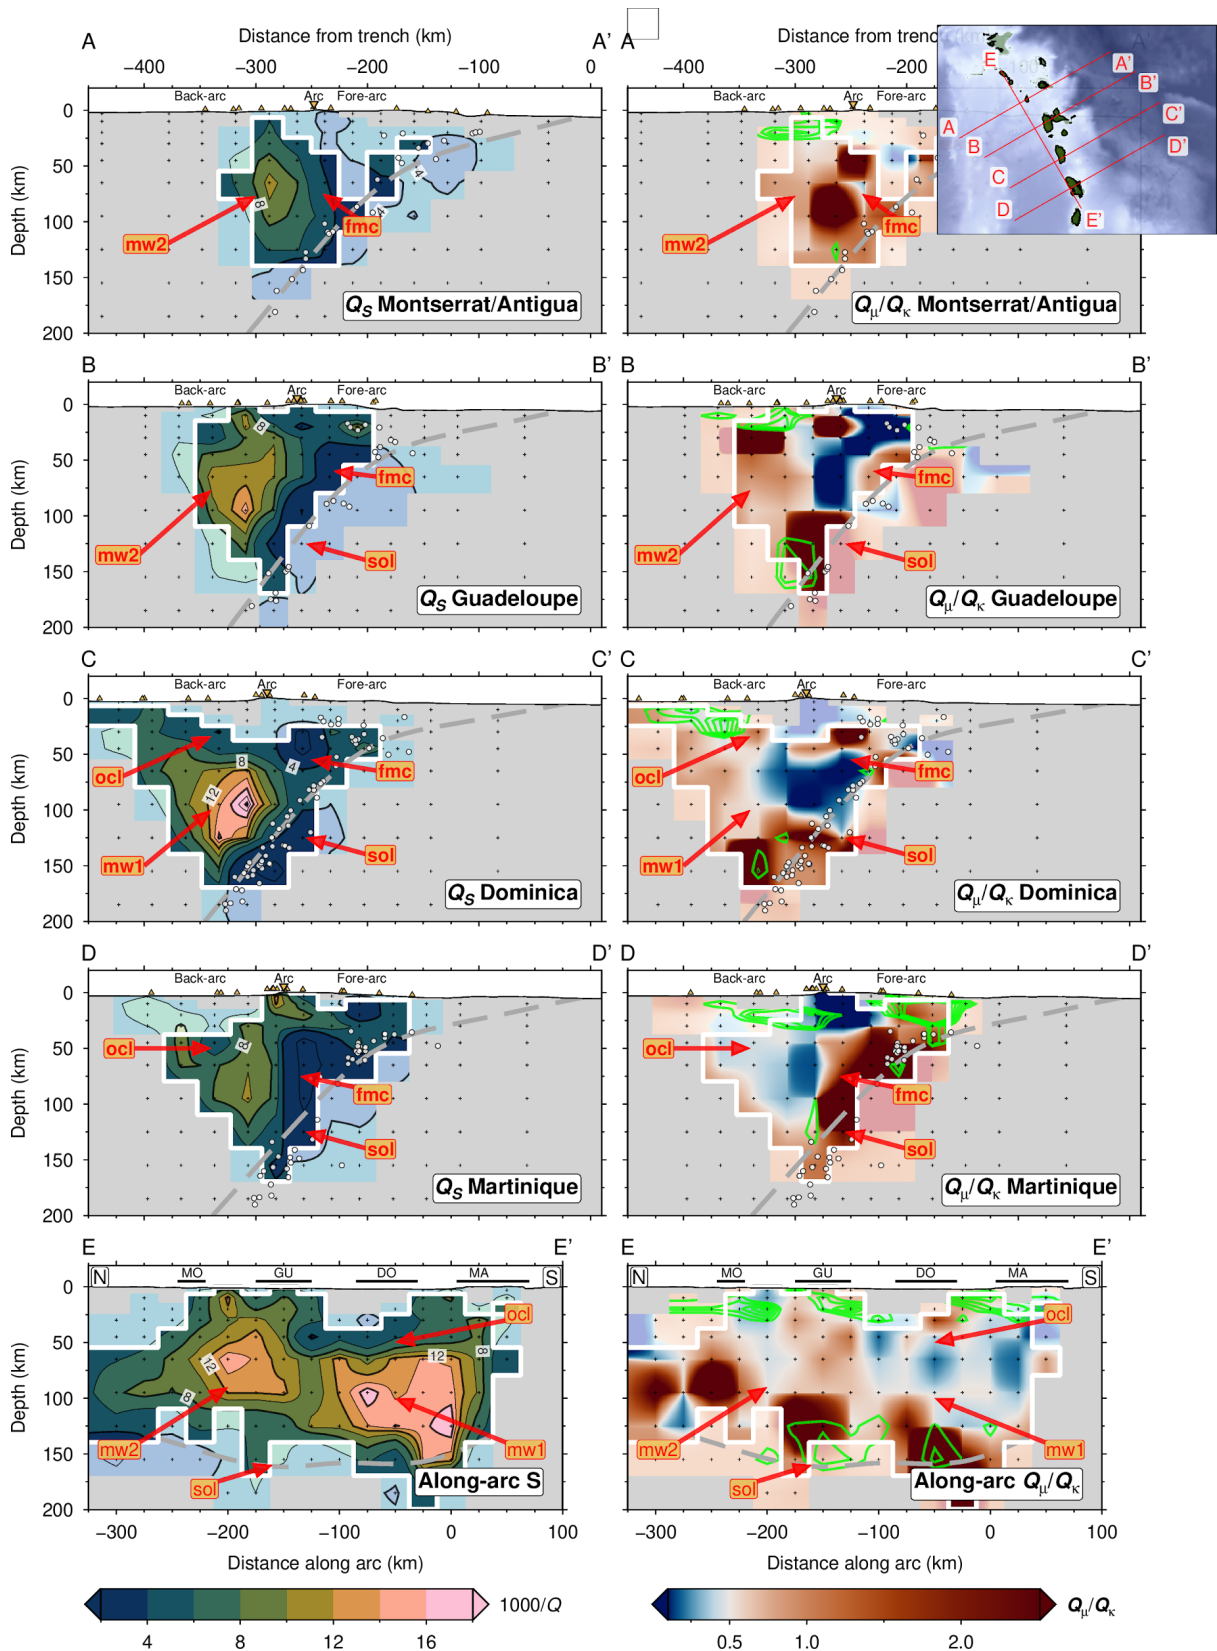 A Distance from trench (km) A' A Distance from trench (km) A'
−400 −300 −200 −100 0 −400 −300 −200
Back-arc Arc Fore-arc Back-arc Arc Fore-arc
E A' B' C' D' A B C D E'
Depth (km) 0 50 100 150 200
8 4 4
mw2 fmc mw2 fmc
QS Montserrat/Antigua Qμ/Qκ Montserrat/Antigua
B B' B B'
Back-arc Arc Fore-arc Back-arc Arc Fore-arc
Depth (km) 0 50 100 150 200
8
mw2 fmc sol mw2 fmc sol
QS Guadeloupe Qμ/Qκ Guadeloupe
C C' C C'
Back-arc Arc Fore-arc Back-arc Arc Fore-arc
Depth (km) 0 50 100 150 200
8 4 12
ocl fmc mw1 sol ocl fmc mw1 sol
QS Dominica Qμ/Qκ Dominica
D D' D D'
Back-arc Arc Fore-arc Back-arc Arc Fore-arc
Depth (km) 0 50 100 150 200
8
ocl fmc sol ocl fmc sol
QS Martinique Qμ/Qκ Martinique
E E' E E'
N MO GU DO MA S N MO GU DO MA S
Depth (km) 0 50 100 150 200
12 8 12 8
ocl mw2 mw1 sol ocl mw2 mw1 sol
Along-arc S Along-arc Qμ/Qκ
−300 −200 −100 0 100 −300 −200 −100 0 100
Distance along arc (km) Distance along arc (km)
1000/Q Qμ/Qκ
4 8 12 16 0.5 1.0 2.0